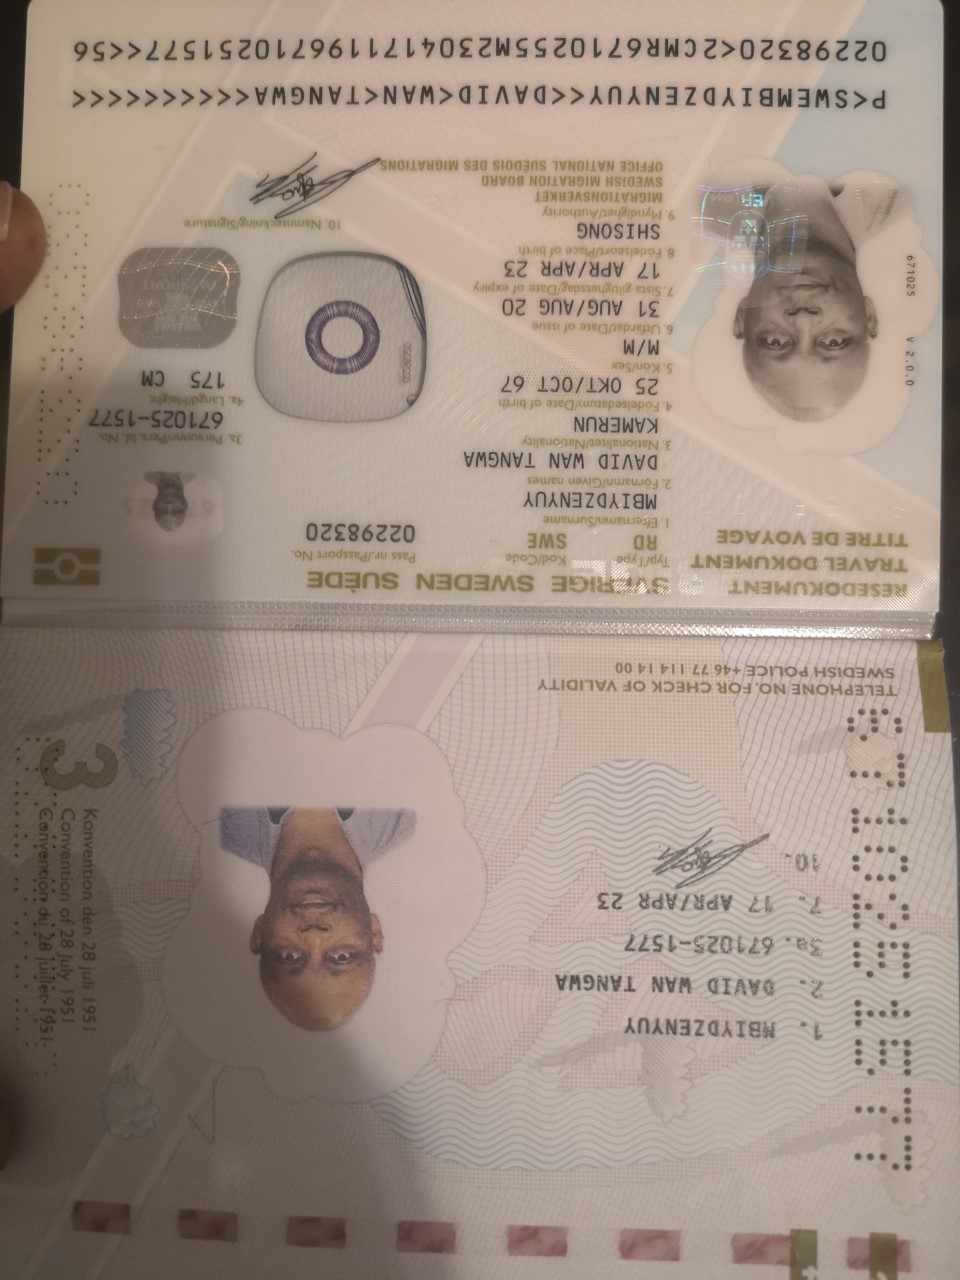 RESEDOKUMENT
TRAVEL DOKUMENT
TITRE DE VOYAGE
SVERIGE SWEDEN SUÈDE
Typ/Type
RD
Kod/Code
SWE
Pass nr/Passport No.
02298320
1. Efternamn/Surname
MBIYDZENYUY
2. Förnamn/Given names
DAVID WAN TANGWA
3. Nationalitet/Nationality
KAMERUN
4. Födelsedatum/Date of birth
25 OKT/OCT 67
5. Kön/Sex
M/M
6. Utfärdat/Date of issue
31 AUG/AUG 20
7. Sista giltighetsdag/Date of expiry
17 APR/APR 23
8. Födelseort/Place of birth
SHISONG
9. Myndighet/Authority
MIGRATIONSVERKET
SWEDISH MIGRATION BOARD
OFFICE NATIONAL SUÉDOIS DES MIGRATIONS
3a. Personnr/Pers. Id. No.
671025-1577
4a. Längd/Height
175 CM
10. Namnteckning/Signature
671025
V 2.0.0
P<SWEMBIYDZENYUY<<DAVID<WAN<TANGWA<<<<<<<<<<
02298320<2CMR6710255M2304171196710251577<<56
TELEPHONE NO. FOR CHECK OF VALIDITY
SWEDISH POLICE +46 77 114 14 00
1. MBIYDZENYUY
2. DAVID WAN TANGWA
3a. 671025-1577
7. 17 APR/APR 23
10.
3
Konvention den 28 juli 1951
Convention of 28 July 1951
Convention du 28 juillet 1951